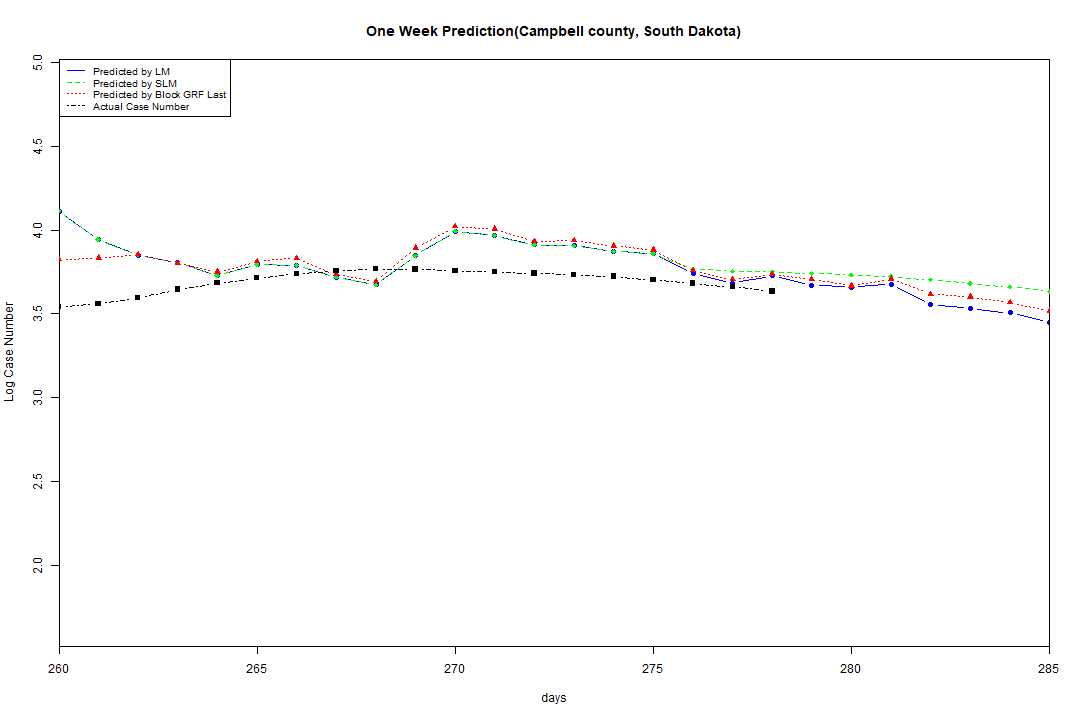 One Week Prediction(Campbell county, South Dakota)
Predicted by LM
Predicted by SLM
Predicted by Block GRF Last
Actual Case Number
5.0
4.5
4.0
3.5
3.0
2.5
2.0
Log Case Number
260 265 270 275 280 285
days